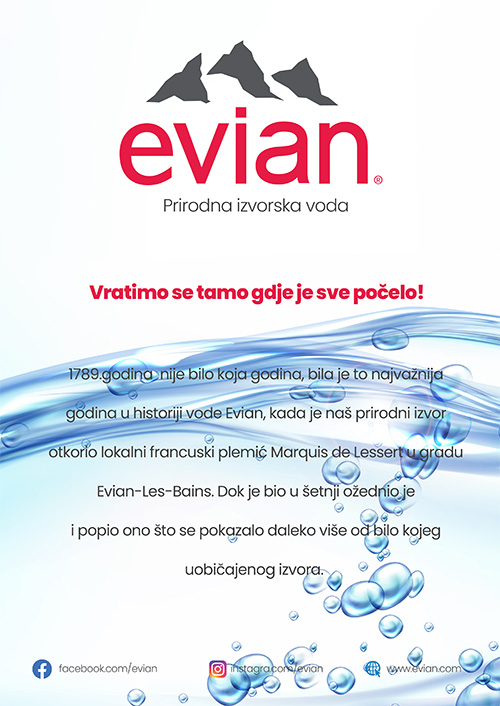 evian®
Prirodna izvorska voda
Vratimo se tamo gdje je sve počelo!
1789.godina nije bilo koja godina, bila je to najvažnija
godina u historiji vode Evian, kada je naš prirodni izvor
otkorio lokalni francuski plemić Marquis de Lessert u gradu
Evian-Les-Bains. Dok je bio u šetnji ožednio je
i popio ono što se pokazalo daleko više od bilo kojeg
uobičajenog izvora.
facebook.com/evian instagra.com/evian www.evian.com